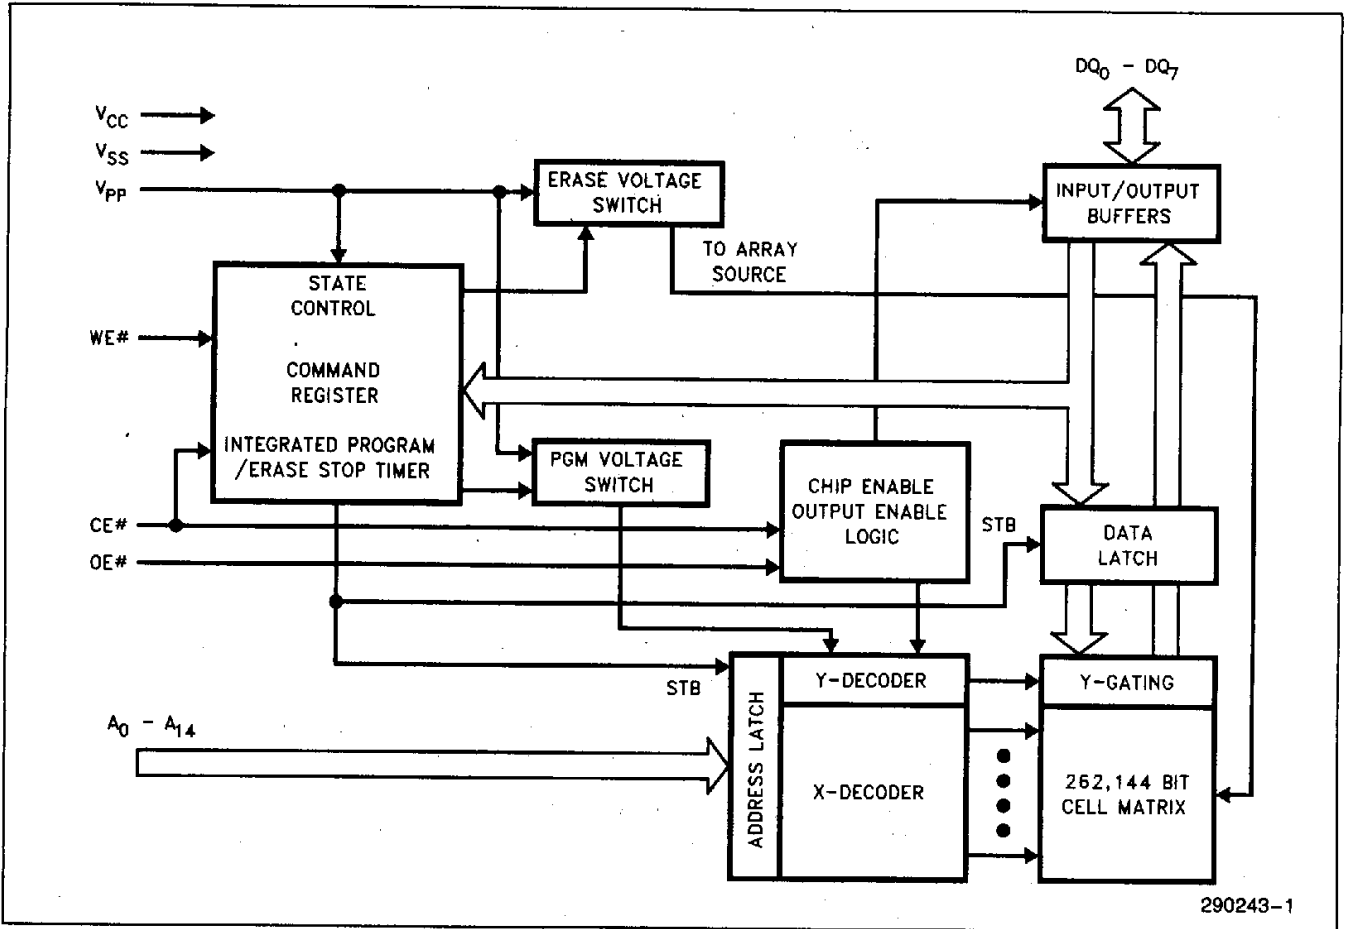 DQ0 - DQ7
VCC
VSS
VPP
ERASE VOLTAGE
SWITCH
INPUT/OUTPUT
BUFFERS
TO ARRAY
SOURCE
STATE
CONTROL
WE#
COMMAND
REGISTER
INTEGRATED PROGRAM
/ERASE STOP TIMER
PGM VOLTAGE
SWITCH
CHIP ENABLE
OUTPUT ENABLE
LOGIC
CE#
OE#
STB
DATA
LATCH
STB
Y-DECODER
Y-GATING
A0 - A14
ADDRESS LATCH
X-DECODER
262,144 BIT
CELL MATRIX
290243-1